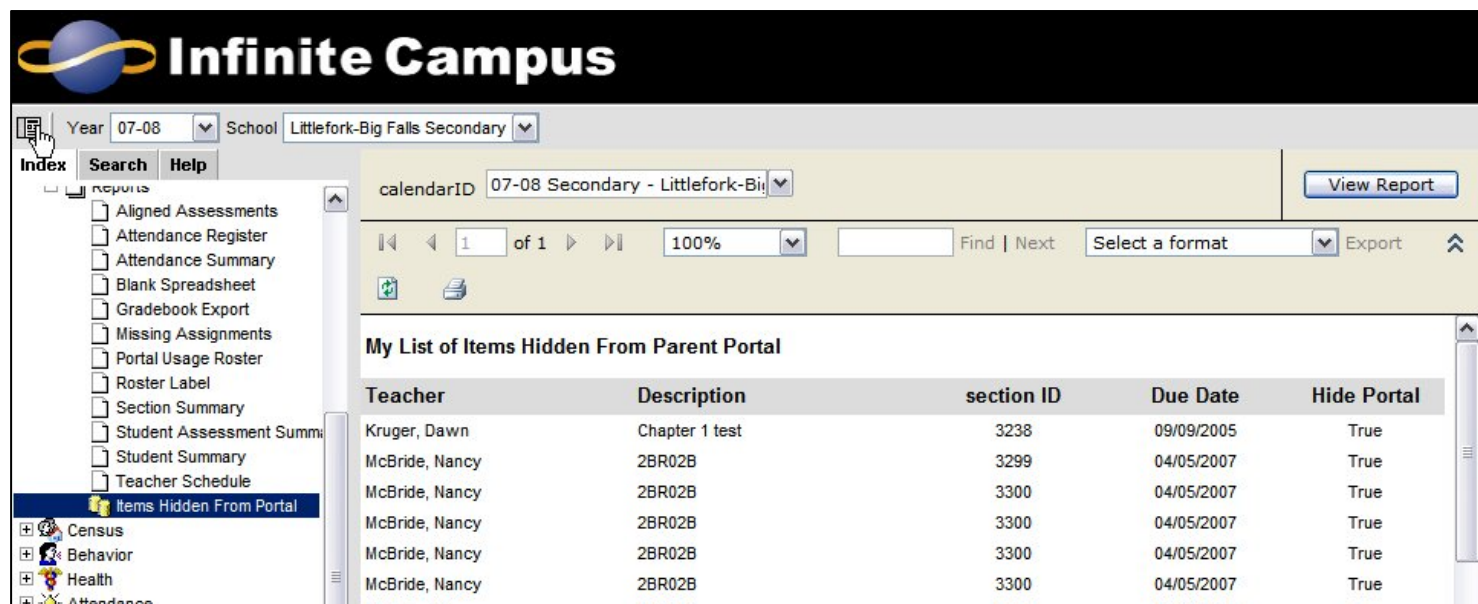 Infinite Campus
Year 07-08 School Littlefork-Big Falls Secondary
Index Search Help
Reports
Aligned Assessments
Attendance Register
Attendance Summary
Blank Spreadsheet
Gradebook Export
Missing Assignments
Portal Usage Roster
Roster Label
Section Summary
Student Assessment Summa
Student Summary
Teacher Schedule
Items Hidden From Portal
Census
Behavior
Health
Attendance
calendarID 07-08 Secondary - Littlefork-Big View Report
1 of 1 100% Find | Next Select a format Export
My List of Items Hidden From Parent Portal
Teacher Description section ID Due Date Hide Portal
Kruger, Dawn Chapter 1 test 3238 09/09/2005 True
McBride, Nancy 2BR02B 3299 04/05/2007 True
McBride, Nancy 2BR02B 3300 04/05/2007 True
McBride, Nancy 2BR02B 3300 04/05/2007 True
McBride, Nancy 2BR02B 3300 04/05/2007 True
McBride, Nancy 2BR02B 3300 04/05/2007 True